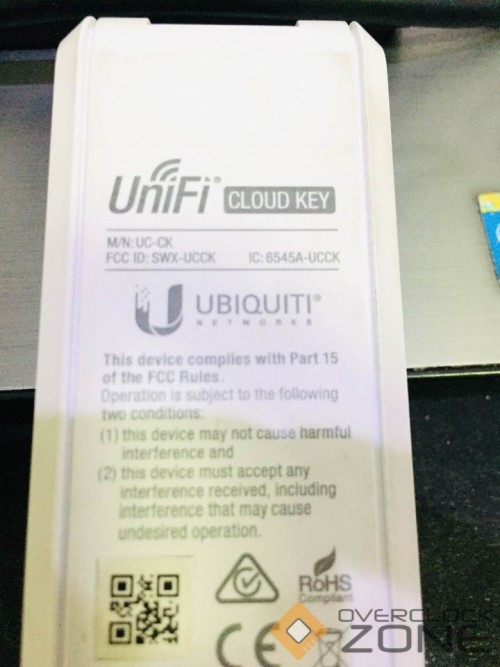 UniFi® CLOUD KEY
M/N: UC-CK
FCC ID: SWX-UCCK IC: 6545A-UCCK
UBIQUITI®
NETWORKS
This device complies with Part 15
of the FCC Rules.
Operation is subject to the following
two conditions:
(1) this device may not cause harmful
interference and
(2) this device must accept any
interference received, including
interference that may cause
undesired operation.
RoHS
Compliant
CE
OVERCLOCK
ZONE